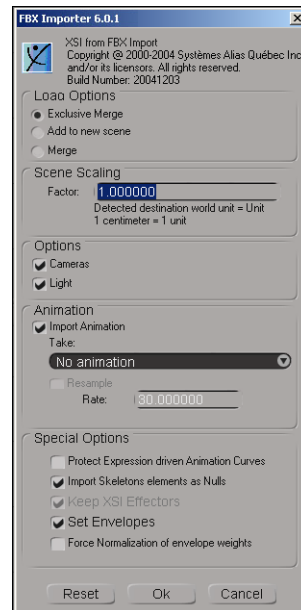 FBX Importer 6.0.1
XSI from FBX Import
Copyright @ 2000-2004 Systèmes Alias Québec Inc
and/or its licensors. All rights reserved.
Build Number: 20041203
Load Options
Exclusive Merge
Add to new scene
Merge
Scene Scaling
Factor: 1.000000
Detected destination world unit = Unit
1 centimeter = 1 unit
Options
Cameras
Light
Animation
Import Animation
Take:
No animation
Resample
Rate: 30.000000
Special Options
Protect Expression driven Animation Curves
Import Skeletons elements as Nulls
Keep XSI Effectors
Set Envelopes
Force Normalization of envelope weights
Reset Ok Cancel